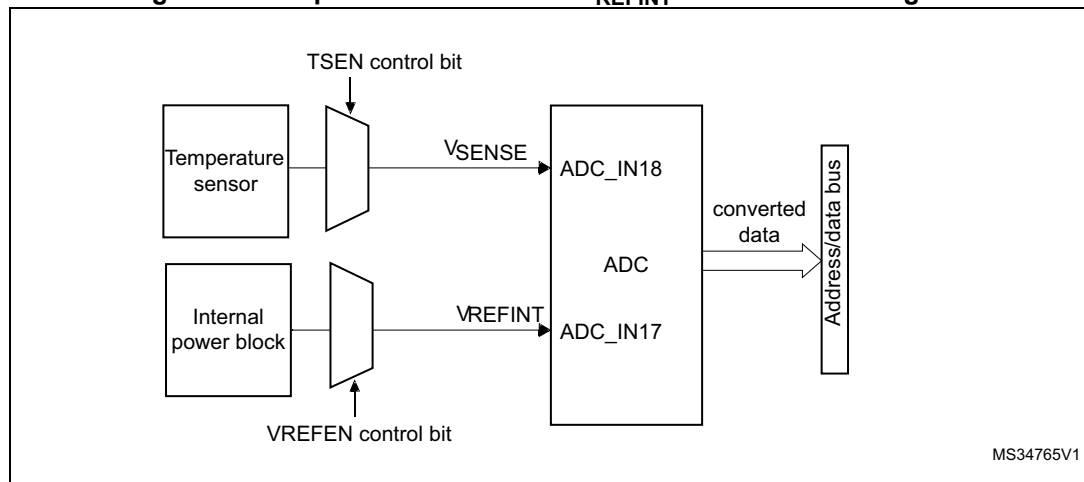 REFINT
TSEN control bit
Temperature
sensor
VSENSE
ADC_IN18
converted
data
Address/data bus
ADC
Internal
power block
VREFINT
ADC_IN17
VREFEN control bit
MS34765V1